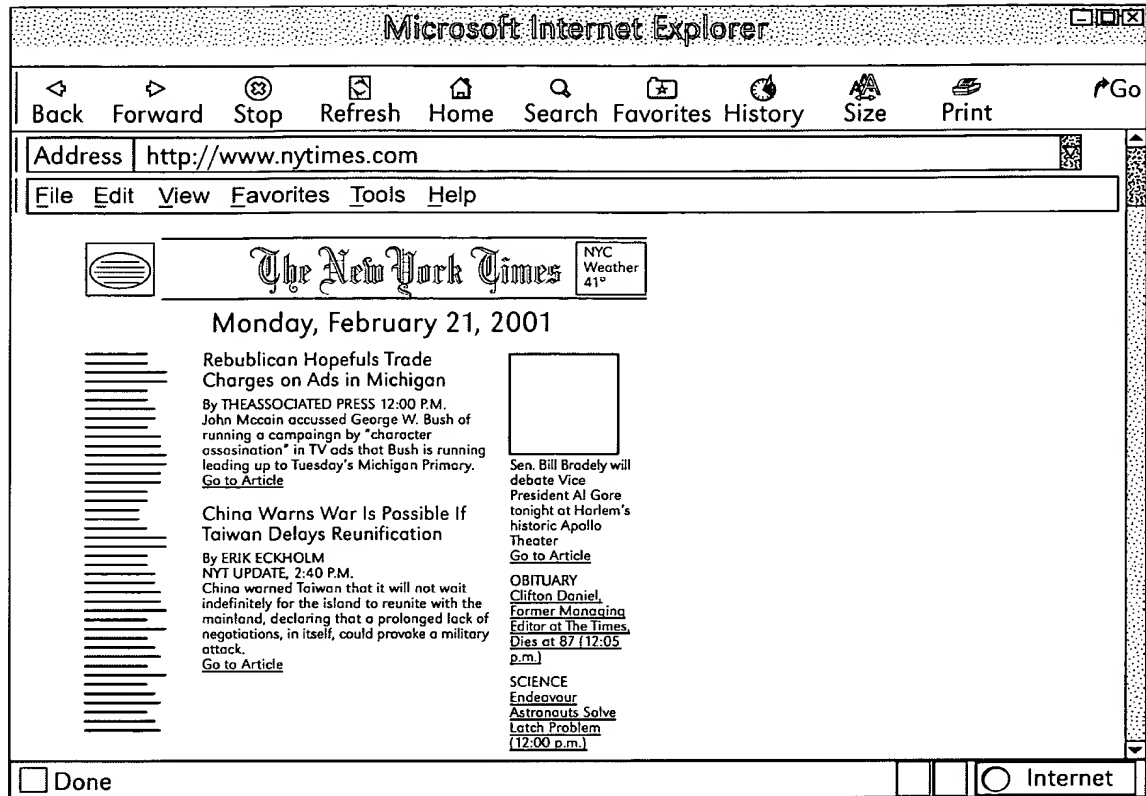 Microsoft Internet Explorer
Back Forward Stop Refresh Home Search Favorites History Size Print Go
Address http://www.nytimes.com
File Edit View Favorites Tools Help
The New York Times
NYC
Weather
41°
Monday, February 21, 2001
Rebublican Hopefuls Trade
Charges on Ads in Michigan
By THEASSOCIATED PRESS 12:00 P.M.
John Mccain accussed George W. Bush of
running a campaingn by "character
assasination" in TV ads that Bush is running
leading up to Tuesday's Michigan Primary.
Go to Article
China Warns War Is Possible If
Taiwan Delays Reunification
By ERIK ECKHOLM
NYT UPDATE, 2:40 P.M.
China warned Taiwan that it will not wait
indefinitely for the island to reunite with the
maintand, declaring that a prolonged lack of
negotiations, in itself, could provoke a military
attack.
Go to Article
Sen. Bill Bradely will
debate Vice
President Al Gore
tonight at Harlem's
historic Apollo
Theater
Go to Article
OBITUARY
Clifton Daniel,
Former Managing
Editor at The Times,
Dies at 87 (12:05
p.m.)
SCIENCE
Endeavour
Astronauts Solve
Latch Problem
(12:00 p.m.)
Done
Internet